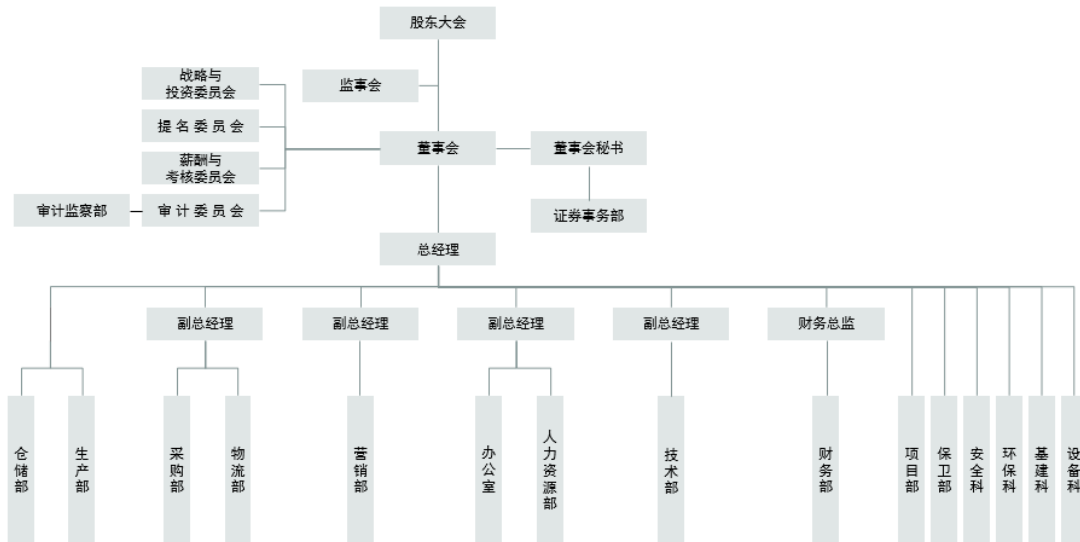 股东大会
战略与
投资委员会
监事会
提名委员会
董事会
董事会秘书
薪酬与
考核委员会
审计监察部
审计委员会
证券事务部
总经理
副总经理
副总经理
副总经理
副总经理
财务总监
仓储部
生产部
采购部
物流部
营销部
办公室
人力资源部
技术部
财务部
项目部
保卫部
安全科
环保科
基建科
设备科